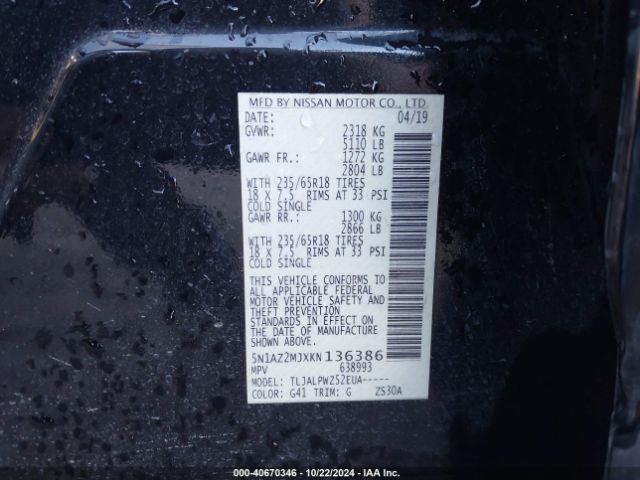 MFD BY NISSAN MOTOR CO., LTD.
DATE: 04/19
GVWR: 2318 KG
5110 LB
GAWR FR.: 1272 KG
2804 LB
WITH 235/65R18 TIRES
18 X 7.5 RIMS AT 33 PSI
COLD SINGLE
GAWR RR.: 1300 KG
2866 LB
WITH 235/65R18 TIRES
18 X 7.5 RIMS AT 33 PSI
COLD SINGLE
THIS VEHICLE CONFORMS TO
ALL APPLICABLE FEDERAL
MOTOR VEHICLE SAFETY AND
THEFT PREVENTION
STANDARDS IN EFFECT ON
THE DATE OF MANUFACTURE
SHOWN ABOVE.
5N1AZ2MJXKN136386
MPV 638993
MODEL: TLJALPWZ52EUA-----
COLOR: G41 TRIM: G ZS30A
000-40670346 - 10/22/2024 - IAA Inc.